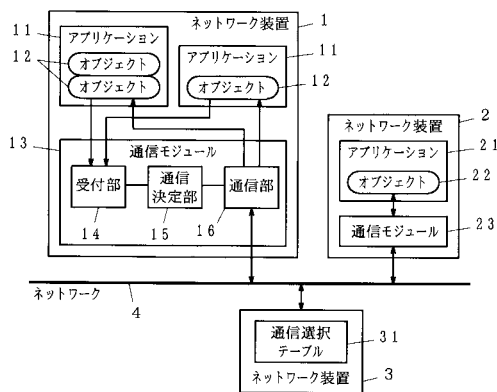 ネットワーク装置 1
11 アプリケーション
12 オブジェクト
オブジェクト
アプリケーション 11
オブジェクト 12
13 通信モジュール
受付部
通信決定部
通信部
14
15
16
ネットワーク装置 2
アプリケーション 21
オブジェクト 22
通信モジュール 23
ネットワーク
4
通信選択テーブル 31
ネットワーク装置 3